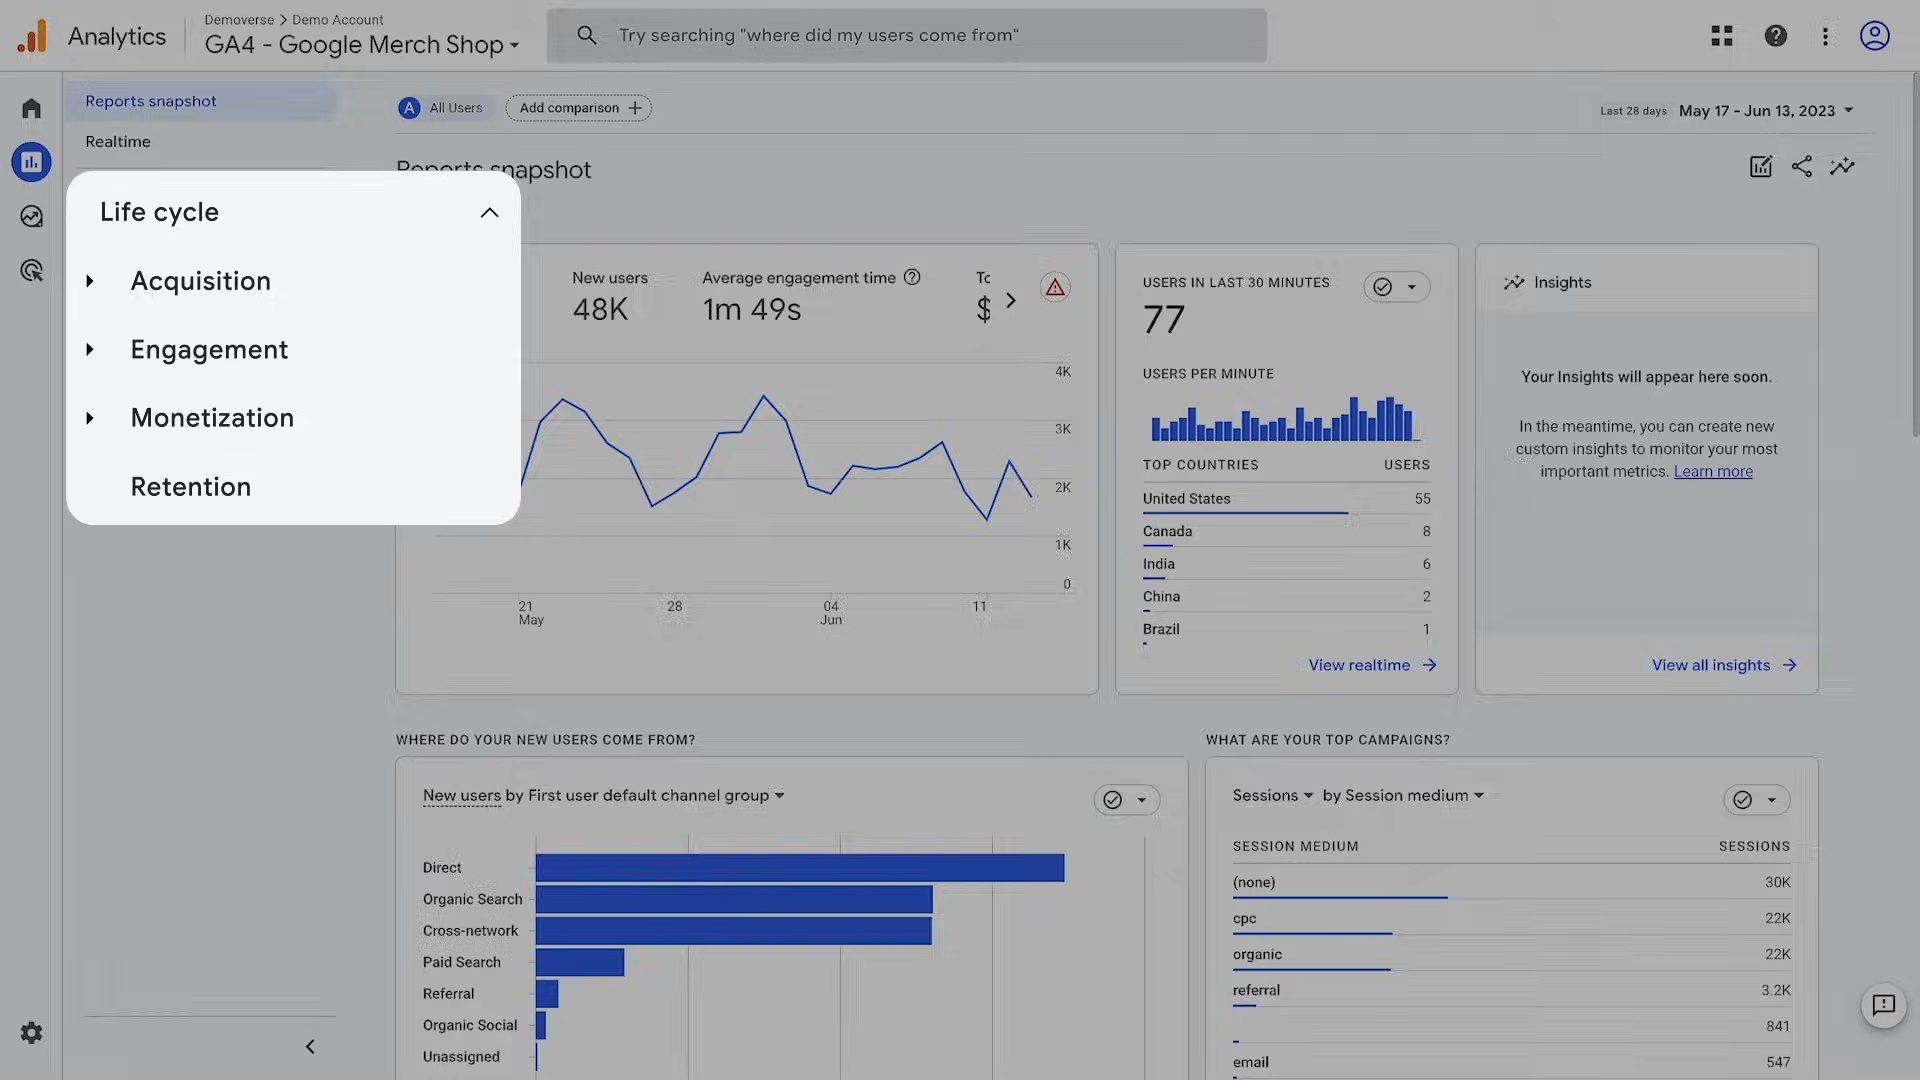 Demoverse > Demo Account
Analytics
GA4 - Google Merch Shop
Try searching "where did my users come from"
Reports snapshot
Realtime
A All Users
Add comparison +
Last 28 days May 17 - Jun 13, 2023
Reports snapshot
Life cycle
Acquisition
Engagement
Monetization
Retention
New users
48K
Average engagement time
1m 49s
$
4K
3K
2K
1K
0
21
May
28
04
Jun
11
USERS IN LAST 30 MINUTES
77
USERS PER MINUTE
TOP COUNTRIES USERS
United States 55
Canada 8
India 6
China 2
Brazil 1
View realtime
Insights
Your Insights will appear here soon.
In the meantime, you can create new
custom insights to monitor your most
important metrics. Learn more
View all insights
WHERE DO YOUR NEW USERS COME FROM?
New users by First user default channel group
Direct
Organic Search
Cross-network
Paid Search
Referral
Organic Social
Unassigned
WHAT ARE YOUR TOP CAMPAIGNS?
Sessions by Session medium
SESSION MEDIUM SESSIONS
(none) 30K
cpc 22K
organic 22K
referral 3.2K
841
email 547